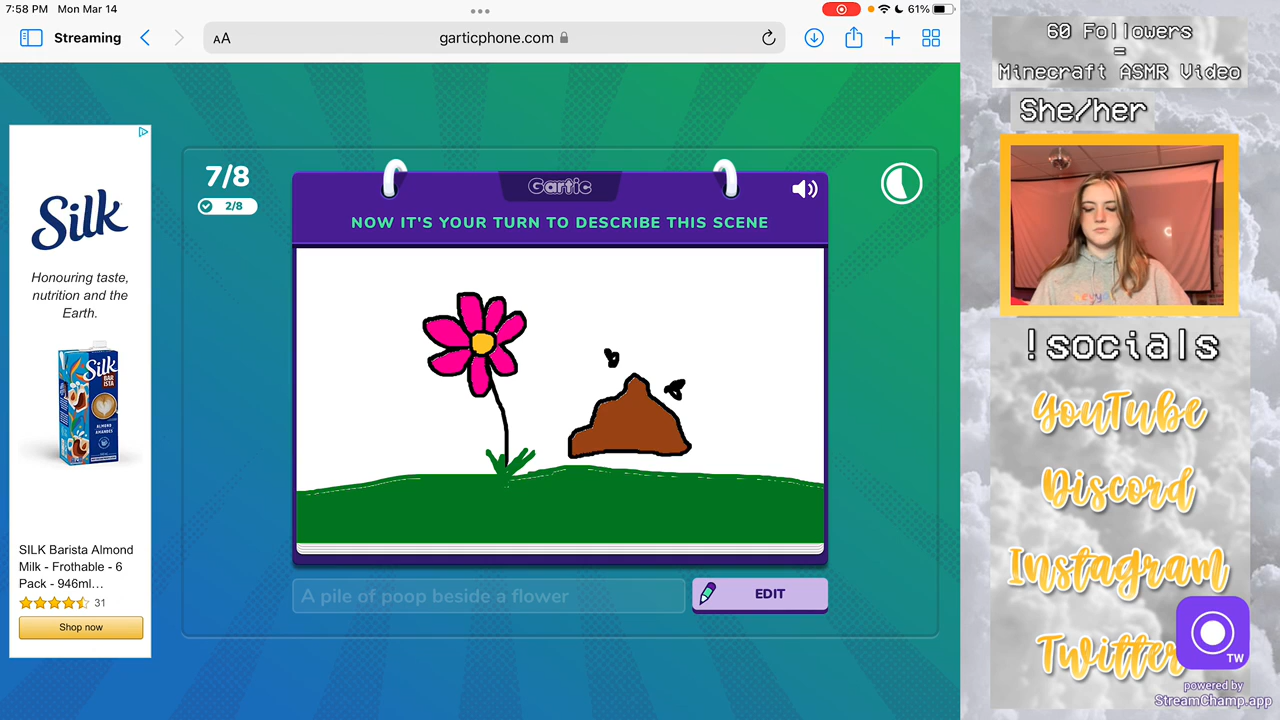 7:58 PM Mon Mar 14
61%
Streaming
AA
garticphone.com
7/8
2/8
Gartic
NOW IT'S YOUR TURN TO DESCRIBE THIS SCENE
A pile of poop beside a flower
EDIT
Silk
Honouring taste,
nutrition and the
Earth.
Silk
BARISTA
ALMOND
SILK Barista Almond
Milk - Frothable - 6
Pack - 946ml...
31
Shop now
60 Followers
=
Minecraft ASMR Video
She/her
!socials
YouTube
Discord
Instagram
Twitter
TW
powered by
StreamChamp.app